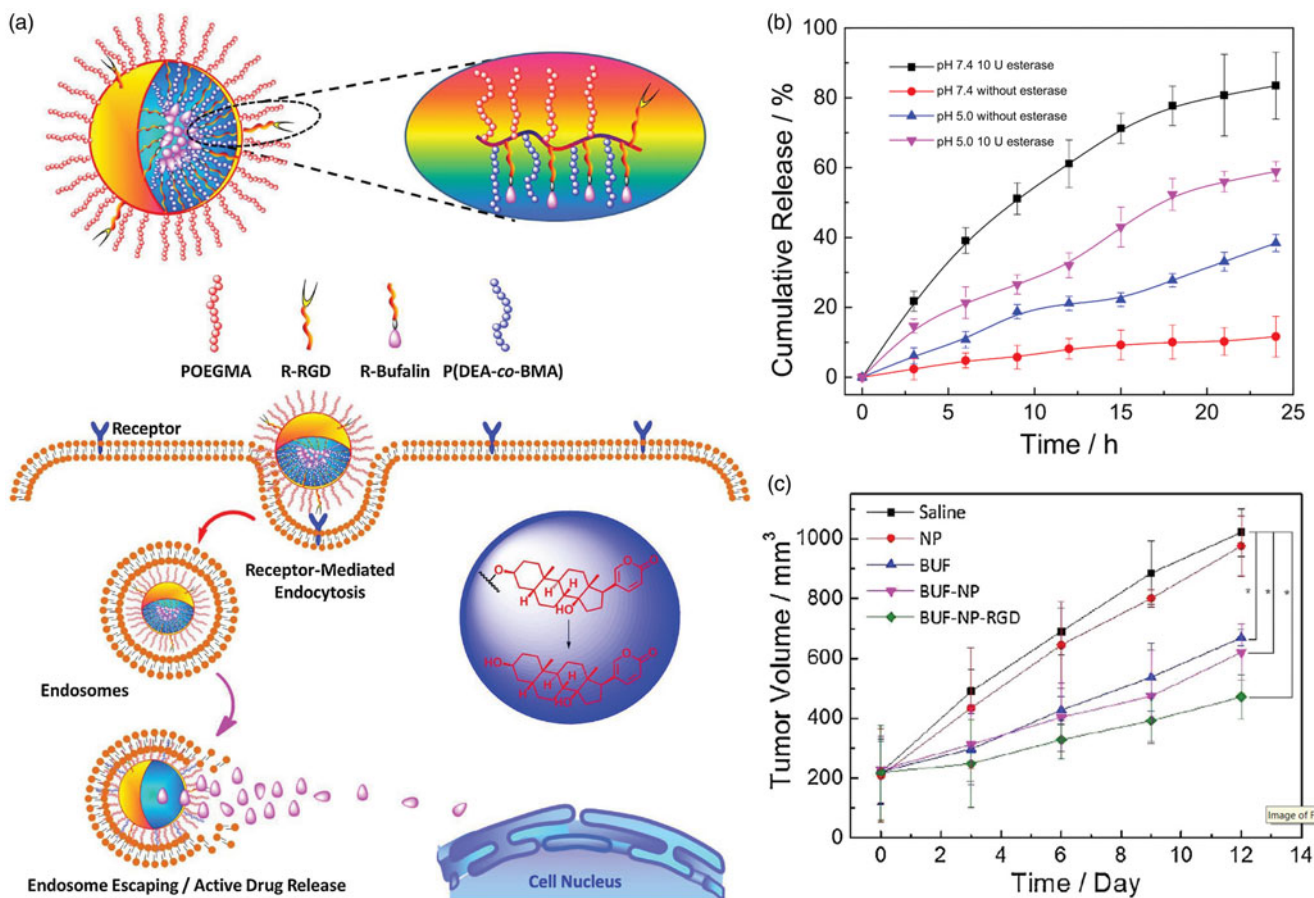 (a)
POEGMA R-RGD R-Bufalin P(DEA-co-BMA)
Receptor
Receptor-Mediated
Endocytosis
Endosomes
Endosome Escaping / Active Drug Release
Cell Nucleus
O
O
O
H
H
H
HO
HO
O
O
H
H
H
HO
(b)
Cumulative Release / %
100
80
60
40
20
0
pH 7.4 10 U esterase
pH 7.4 without esterase
pH 5.0 without esterase
pH 5.0 10 U esterase
0 5 10 15 20 25
Time / h
(c)
Tumor Volume / mm³
1000
800
600
400
200
0
Saline
NP
BUF
BUF-NP
BUF-NP-RGD
* * *
Image of F
0 2 4 6 8 10 12 14
Time / Day